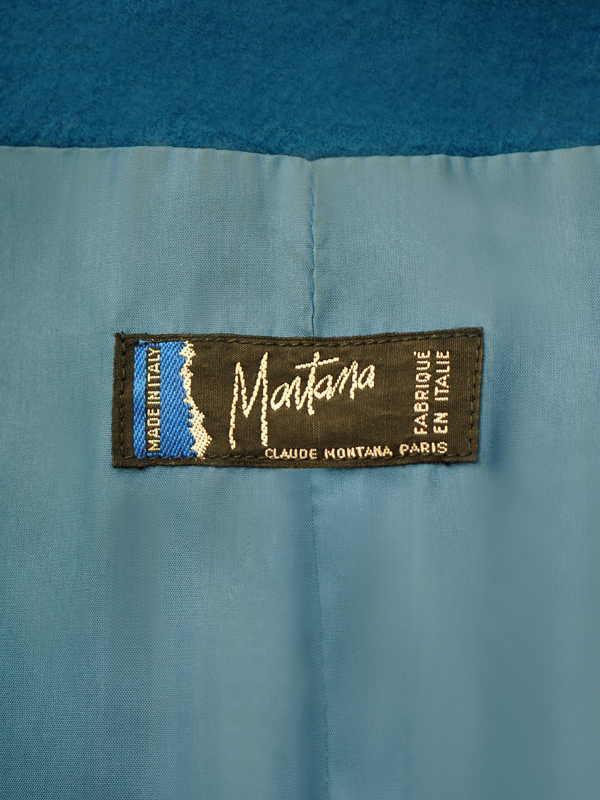 MADE IN ITALY
Montana
CLAUDE MONTANA PARIS
FABRIQUÉ
EN ITALIE